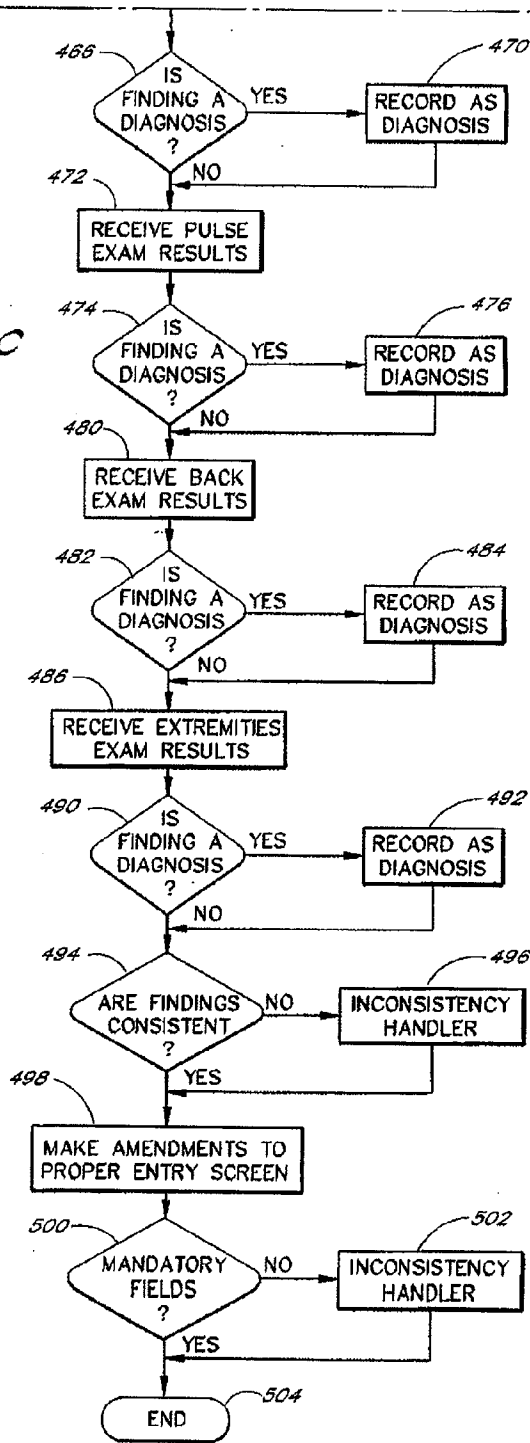 466
IS
FINDING A
DIAGNOSIS
?
YES
470
RECORD AS
DIAGNOSIS
NO
472
RECEIVE PULSE
EXAM RESULTS
474
IS
FINDING A
DIAGNOSIS
?
YES
476
RECORD AS
DIAGNOSIS
NO
480
RECEIVE BACK
EXAM RESULTS
482
IS
FINDING A
DIAGNOSIS
?
YES
484
RECORD AS
DIAGNOSIS
NO
486
RECEIVE EXTREMITIES
EXAM RESULTS
490
IS
FINDING A
DIAGNOSIS
?
YES
492
RECORD AS
DIAGNOSIS
NO
494
ARE FINDINGS
CONSISTENT
?
NO
496
INCONSISTENCY
HANDLER
YES
498
MAKE AMENDMENTS TO
PROPER ENTRY SCREEN
500
MANDATORY
FIELDS
?
NO
502
INCONSISTENCY
HANDLER
YES
504
END